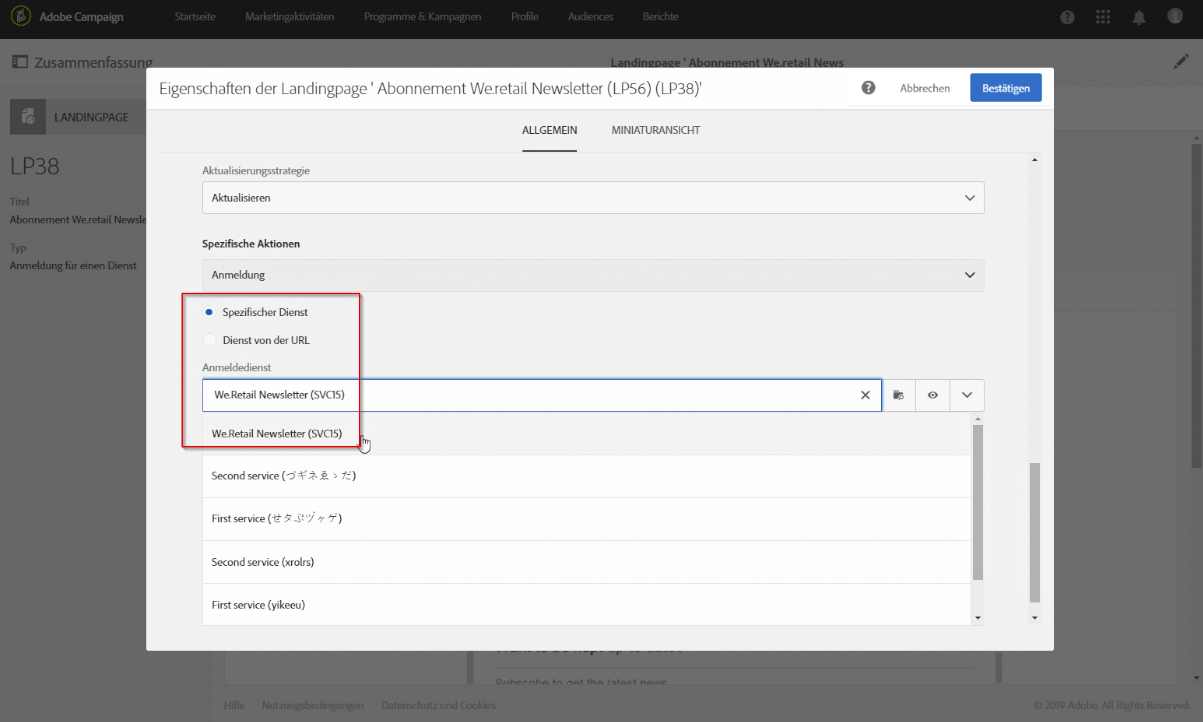 Adobe Campaign Startseite Marketingaktivitäten Programme & Kampagnen Profile Audiences Berichte
Zusammenfassung
Landingpage ' Abonnement We.retail News
Eigenschaften der Landingpage ' Abonnement We.retail Newsletter (LP56) (LP38)'
Abbrechen Bestätigen
LANDINGPAGE
ALLGEMEIN MINIATURANSICHT
LP38
Titel
Abonnement We.retail Newsle
Typ
Anmeldung für einen Dienst
Aktualisierungsstrategie
Aktualisieren
Spezifische Aktionen
Anmeldung
Spezifischer Dienst
Dienst von der URL
Anmeldedienst
We.Retail Newsletter (SVC15)
We.Retail Newsletter (SVC15)
Second service (づギネゑゝだ)
First service (せタぷヅヶゲ)
Second service (xrolrs)
First service (yikeeu)
Want to be kept up-to-date?
Subscribe to get the latest news
Hilfe Nutzungsbedingungen Datenschutz und Cookies © 2019 Adobe. All Rights Reserved.